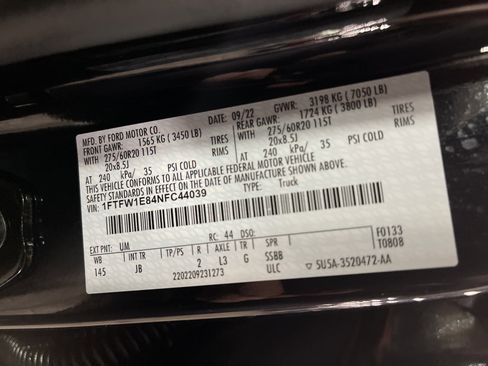 MFD. BY FORD MOTOR CO. 09/22 GVWR: 3198 KG ( 7050 LB)
FRONT GAWR: 1565 KG ( 3450 LB) REAR GAWR: 1724 KG ( 3800 LB)
WITH 275/60R20 115T TIRES WITH 275/60R20 115T TIRES
20x8.5J RIMS 20x8.5J RIMS
AT 240 kPa/ 35 PSI COLD AT 240 kPa/ 35 PSI COLD
THIS VEHICLE CONFORMS TO ALL APPLICABLE FEDERAL MOTOR VEHICLE
SAFETY STANDARDS IN EFFECT ON THE DATE OF MANUFACTURE SHOWN ABOVE.
VIN: 1FTFW1E84NFC44039 TYPE: Truck
F0133
T0808
EXT PNT: UM RC: 44 DSO:
WB INT TR TP/PS R AXLE TR SPR
145 JB 2 L3 G SSBB
2202209231273 ULC ▽ 5U5A-3520472-AA